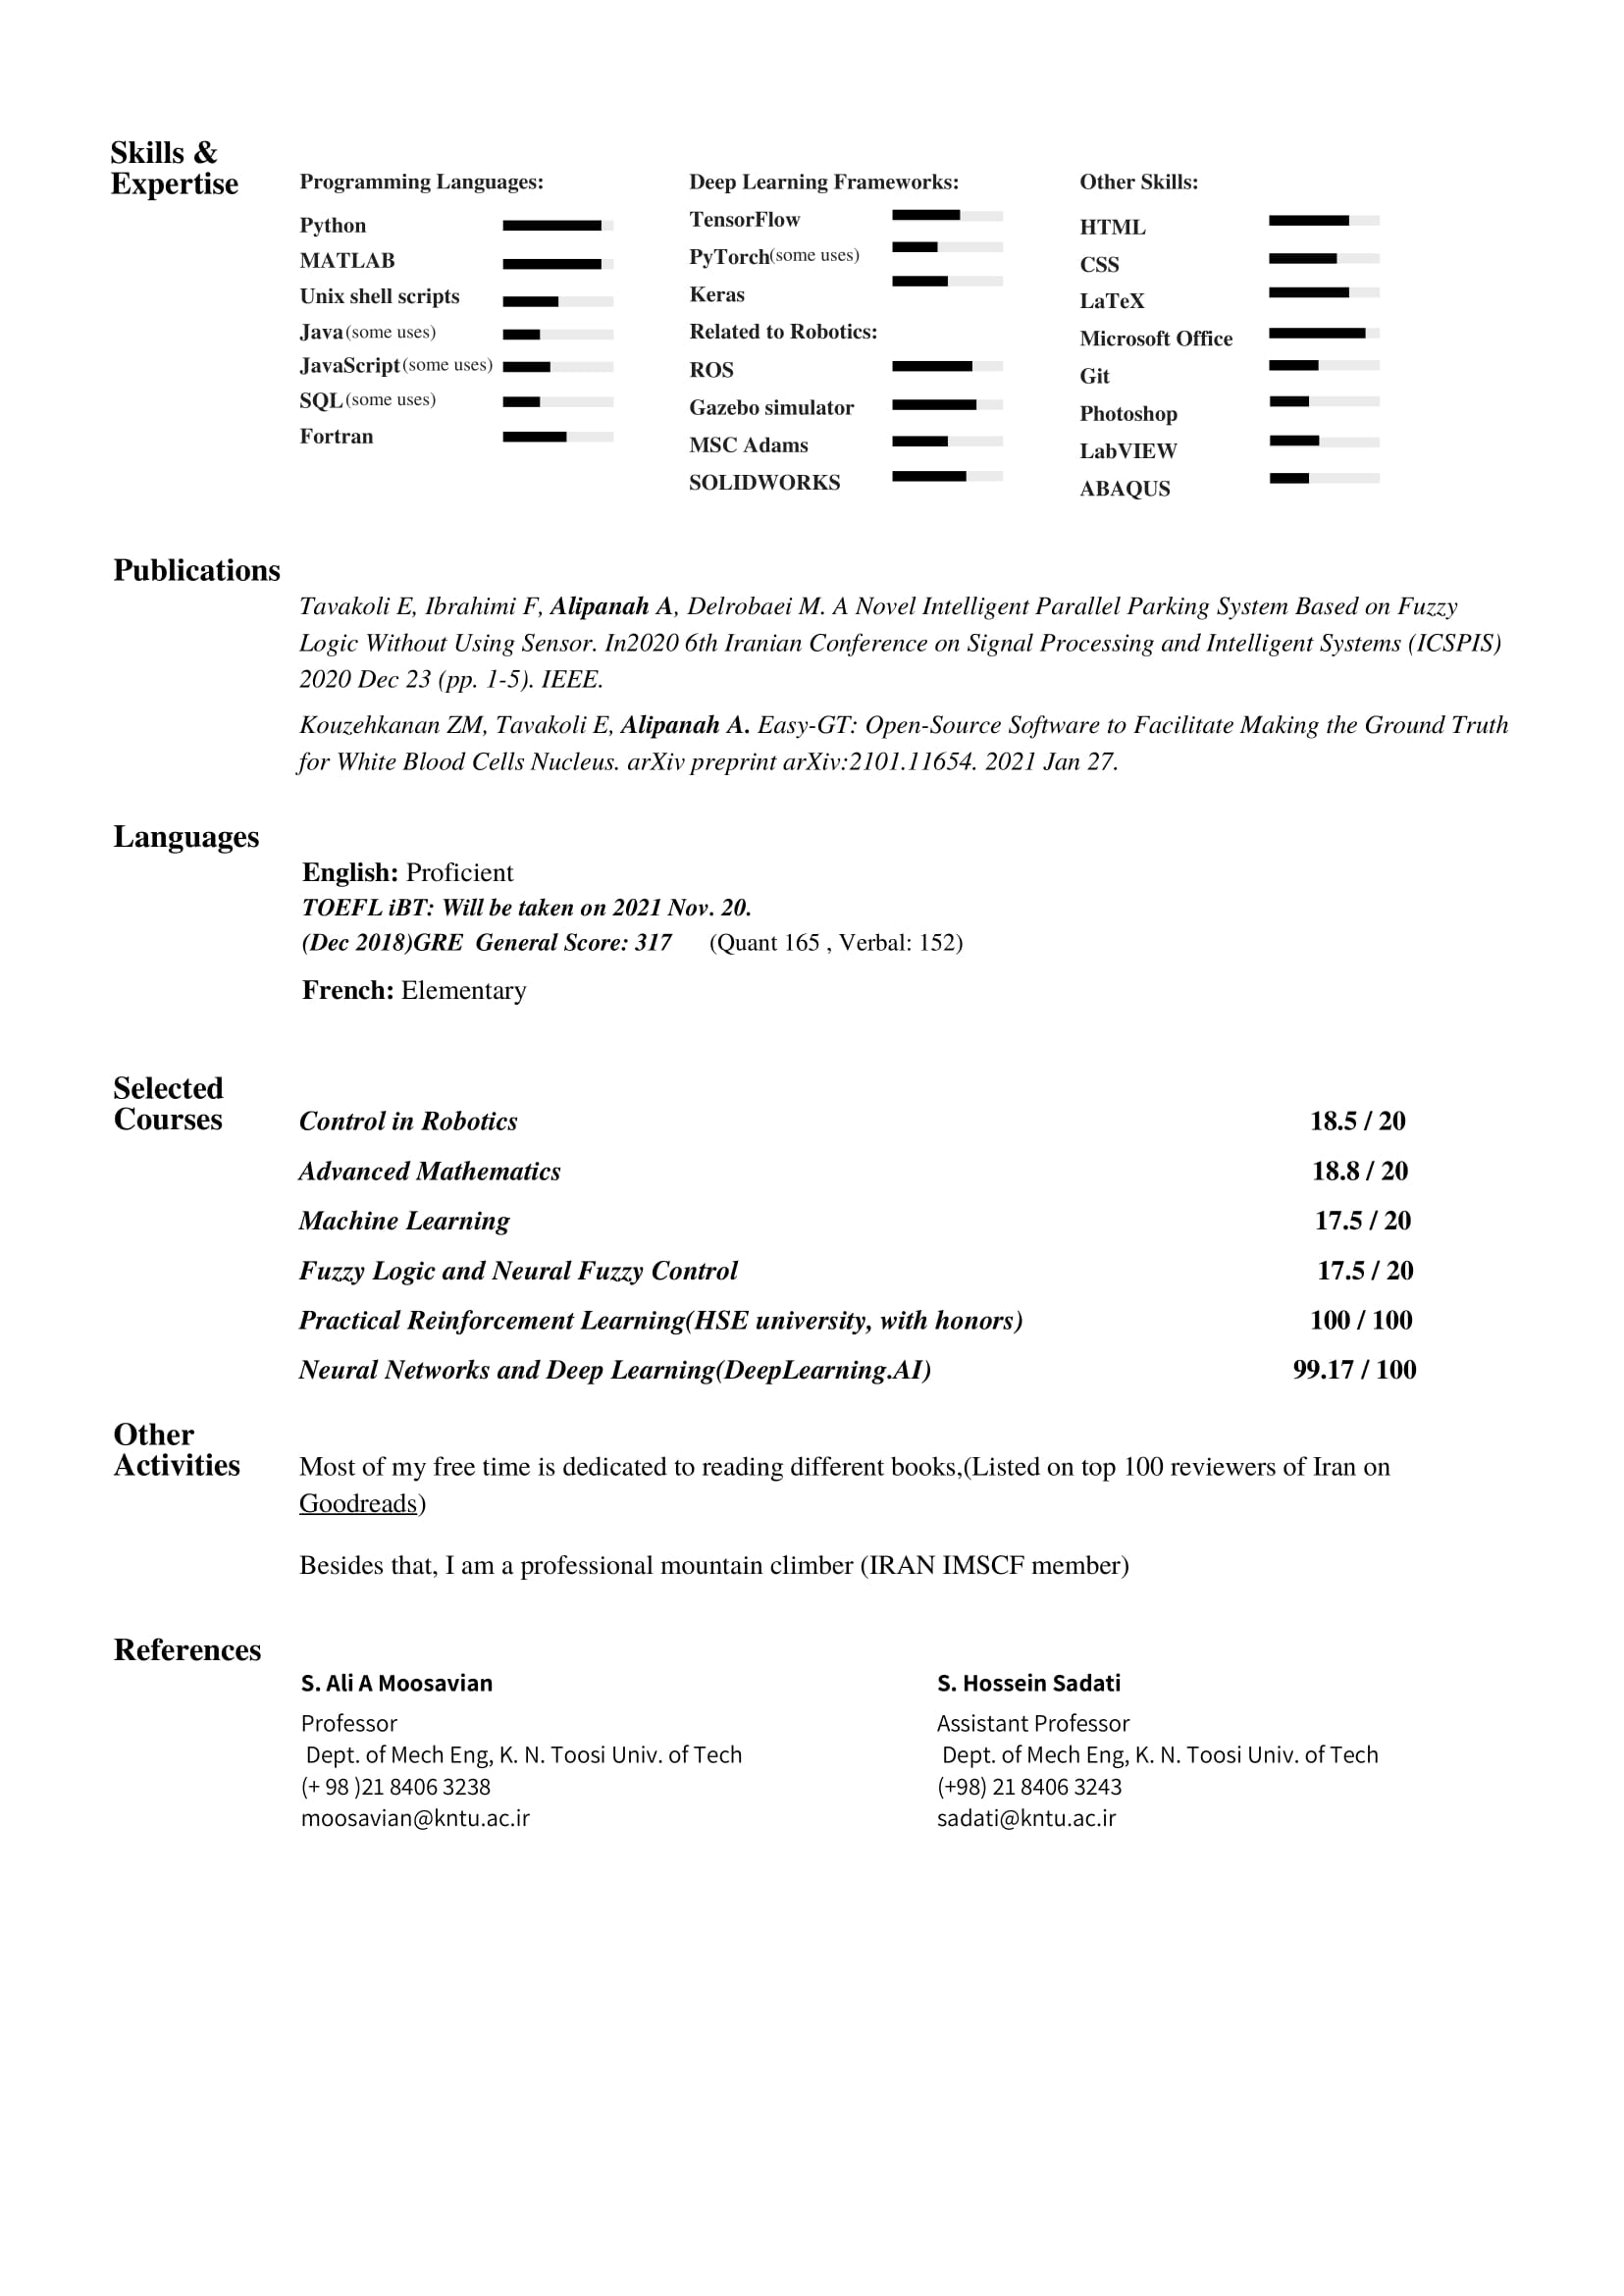 Skills &
Expertise
Programming Languages:
Python
MATLAB
Unix shell scripts
Java(some uses)
JavaScript(some uses)
SQL(some uses)
Fortran
Deep Learning Frameworks:
TensorFlow
PyTorch(some uses)
Keras
Related to Robotics:
ROS
Gazebo simulator
MSC Adams
SOLIDWORKS
Other Skills:
HTML
CSS
LaTeX
Microsoft Office
Git
Photoshop
LabVIEW
ABAQUS
Publications
Tavakoli E, Ibrahimi F, Alipanah A, Delrobaei M. A Novel Intelligent Parallel Parking System Based on Fuzzy
Logic Without Using Sensor. In2020 6th Iranian Conference on Signal Processing and Intelligent Systems (ICSPIS)
2020 Dec 23 (pp. 1-5). IEEE.
Kouzehkanan ZM, Tavakoli E, Alipanah A. Easy-GT: Open-Source Software to Facilitate Making the Ground Truth
for White Blood Cells Nucleus. arXiv preprint arXiv:2101.11654. 2021 Jan 27.
Languages
English: Proficient
TOEFL iBT: Will be taken on 2021 Nov. 20.
(Dec 2018)GRE General Score: 317 (Quant 165 , Verbal: 152)
French: Elementary
Selected
Courses
Control in Robotics 18.5 / 20
Advanced Mathematics 18.8 / 20
Machine Learning 17.5 / 20
Fuzzy Logic and Neural Fuzzy Control 17.5 / 20
Practical Reinforcement Learning(HSE university, with honors) 100 / 100
Neural Networks and Deep Learning(DeepLearning.AI) 99.17 / 100
Other
Activities
Most of my free time is dedicated to reading different books,(Listed on top 100 reviewers of Iran on
Goodreads)
Besides that, I am a professional mountain climber (IRAN IMSCF member)
References
S. Ali A Moosavian
Professor
Dept. of Mech Eng, K. N. Toosi Univ. of Tech
(+ 98 )21 8406 3238
moosavian@kntu.ac.ir
S. Hossein Sadati
Assistant Professor
Dept. of Mech Eng, K. N. Toosi Univ. of Tech
(+98) 21 8406 3243
sadati@kntu.ac.ir